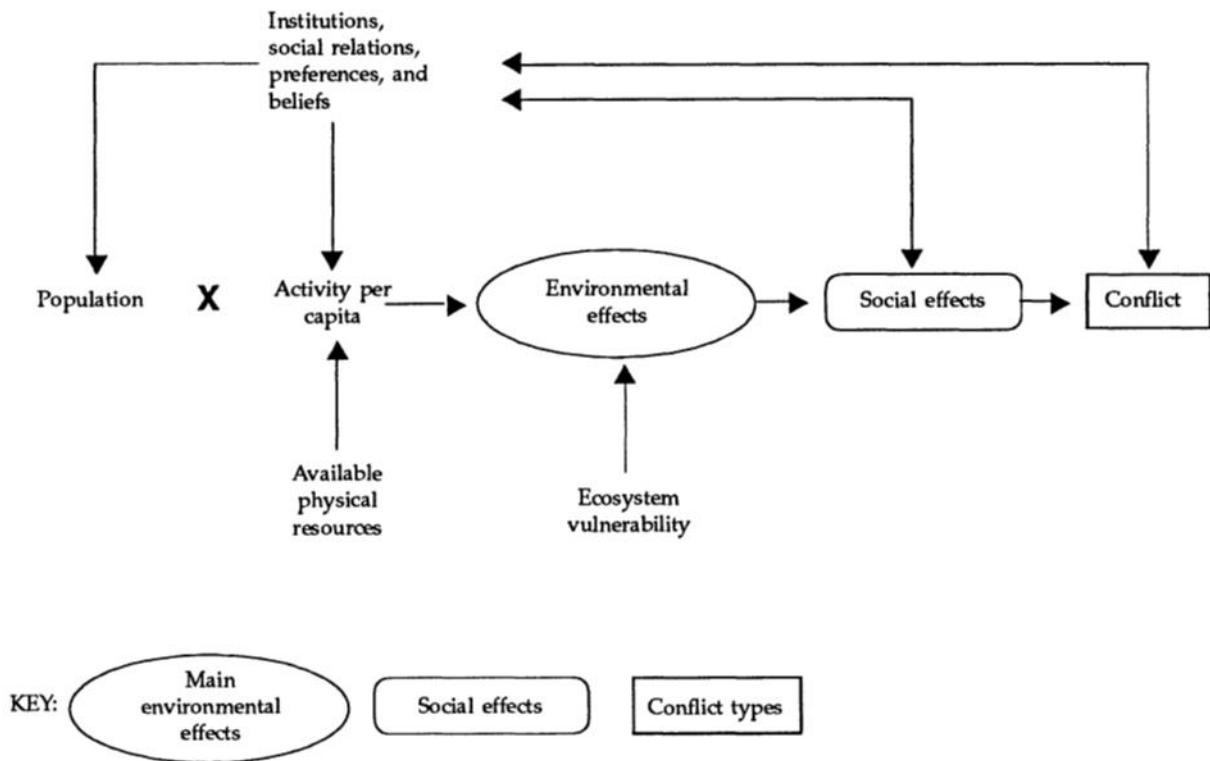 Institutions,
social relations,
preferences, and
beliefs
Population
X
Activity per
capita
Environmental
effects
Social effects
Conflict
Available
physical
resources
Ecosystem
vulnerability
KEY:
Main
environmental
effects
Social effects
Conflict types